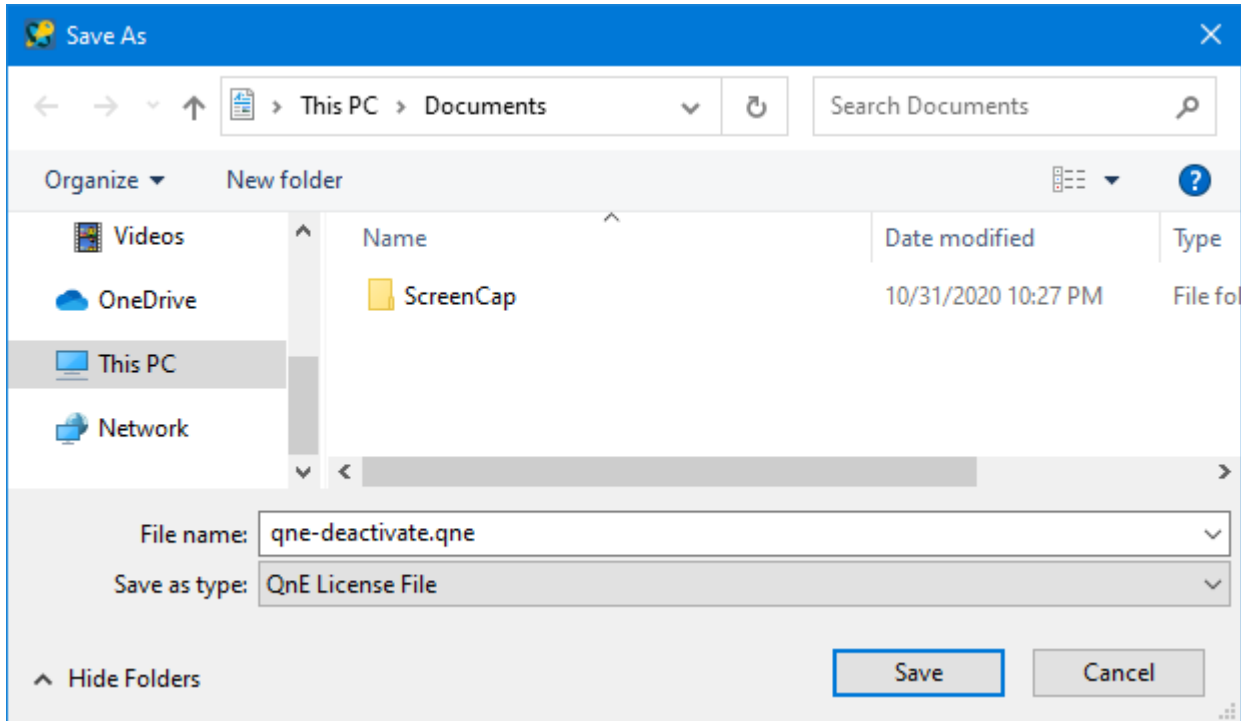 Save As
This PC > Documents
Search Documents
Organize
New folder
Name
Date modified
Type
Videos
ScreenCap
10/31/2020 10:27 PM
File fol
OneDrive
This PC
Network
File name: qne-deactivate.qne
Save as type: QnE License File
Hide Folders
Save
Cancel